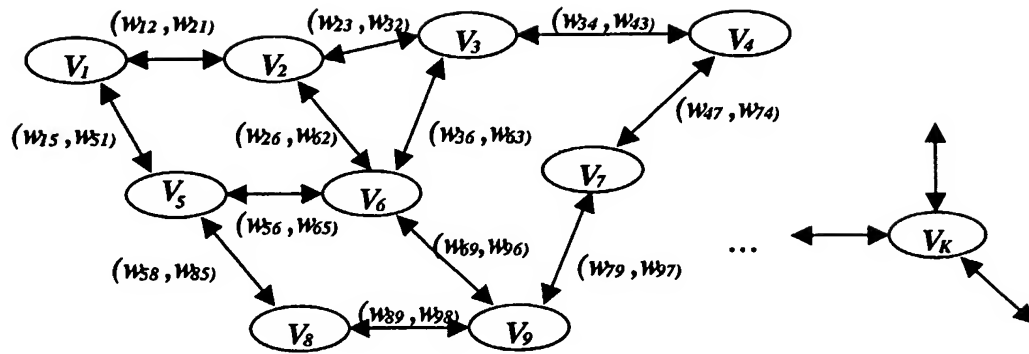 (w12, w21)
(w23, w32)
(w34, w43)
V1
V2
V3
V4
(w15, w51)
(w26, w62)
(w36, w63)
(w47, w74)
V5
V6
V7
(w56, w65)
(w69, w96)
(w79, w97)
...
VK
(w58, w85)
(w89, w98)
V8
V9